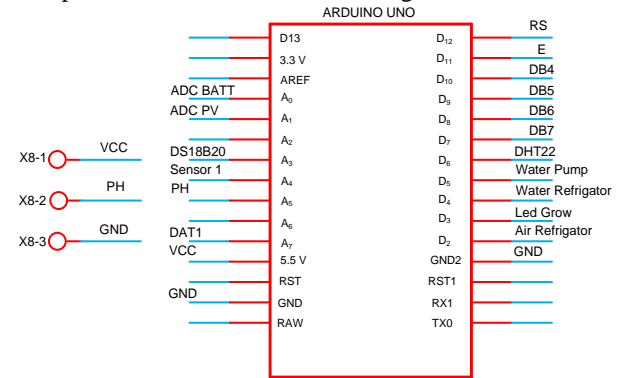 ARDUINO UNO
RS
D13 D₁₂
E
3.3 V D₁₁
DB4
AREF D₁₀
ADC BATT DB5
A₀ D₉
ADC PV DB6
A₁ D₈
DB7
A₂ D₇
VCC DS18B20 DHT22
X8-1 A₃ D₆
Sensor 1 Water Pump
A₄ D₅
PH PH Water Refrigator
X8-2 A₅ D₄
Led Grow
A₆ D₃
GND DAT1 Air Refrigator
X8-3 A₇ D₂
VCC GND
5.5 V GND2
RST RST1
GND
GND RX1
RAW TX0